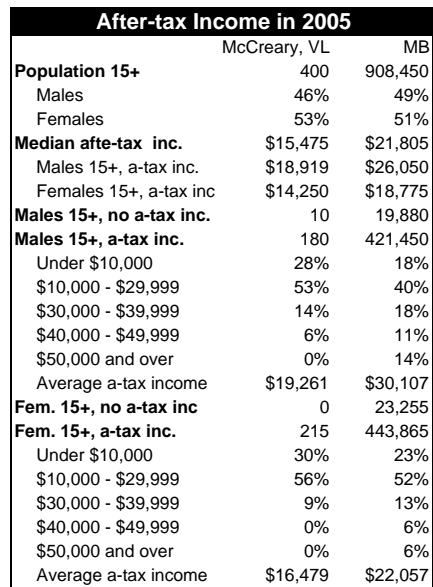 After-tax Income in 2005
McCreary, VL MB
Population 15+ 400 908,450
Males 46% 49%
Females 53% 51%
Median afte-tax inc. $15,475 $21,805
Males 15+, a-tax inc. $18,919 $26,050
Females 15+, a-tax inc $14,250 $18,775
Males 15+, no a-tax inc. 10 19,880
Males 15+, a-tax inc. 180 421,450
Under $10,000 28% 18%
$10,000 - $29,999 53% 40%
$30,000 - $39,999 14% 18%
$40,000 - $49,999 6% 11%
$50,000 and over 0% 14%
Average a-tax income $19,261 $30,107
Fem. 15+, no a-tax inc 0 23,255
Fem. 15+, a-tax inc. 215 443,865
Under $10,000 30% 23%
$10,000 - $29,999 56% 52%
$30,000 - $39,999 9% 13%
$40,000 - $49,999 0% 6%
$50,000 and over 0% 6%
Average a-tax income $16,479 $22,057